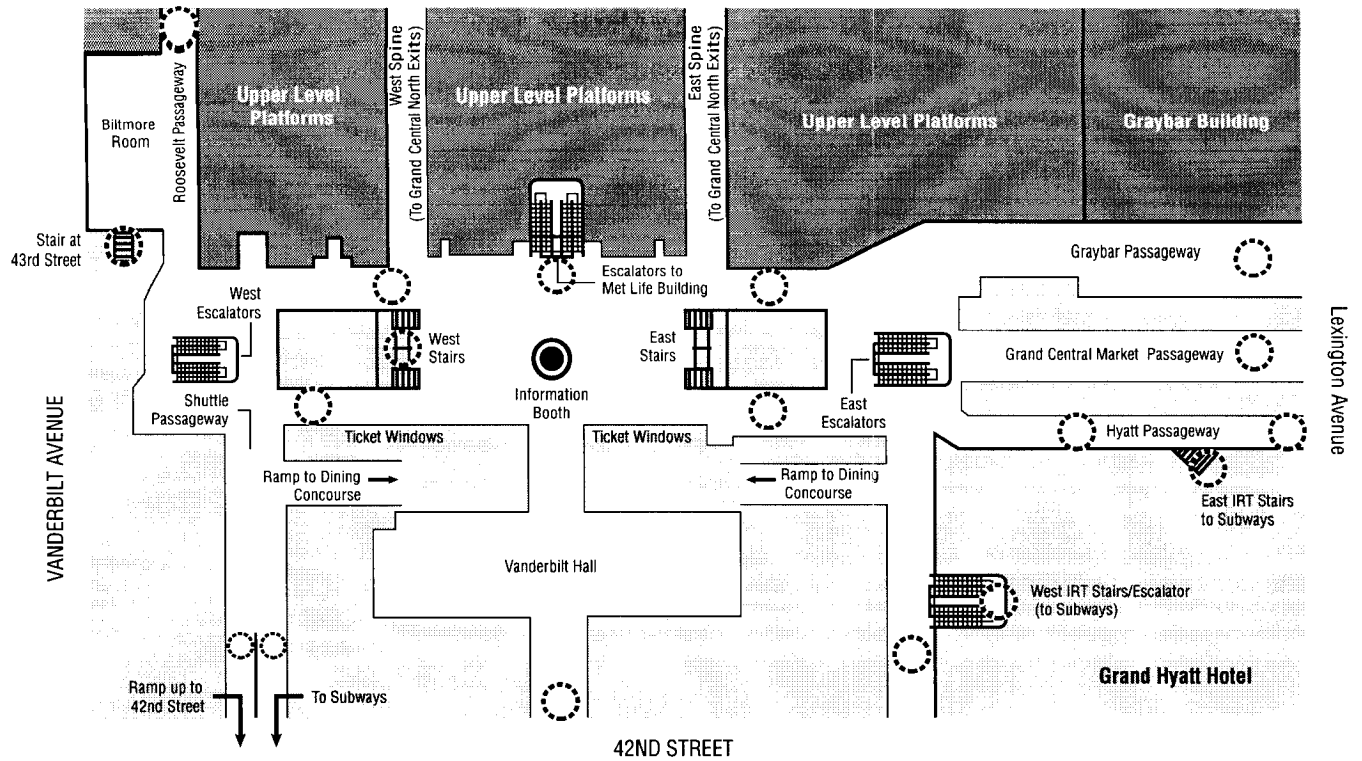 West Spine
(To Grand Central North Exits)
East Spine
(To Grand Central North Exits)
Upper Level
Platforms
Upper Level Platforms
Upper Level Platforms
Graybar Building
Biltmore
Room
Roosevelt Passageway
Stair at
43rd Street
Graybar Passageway
Escalators to
Met Life Building
West
Escalators
West
Stairs
East
Stairs
Grand Central Market Passageway
Lexington Avenue
Information
Booth
Shuttle
Passageway
East
Escalators
VANDERBILT AVENUE
Ticket Windows
Ticket Windows
Hyatt Passageway
Ramp to Dining
Concourse
Ramp to Dining
Concourse
East IRT Stairs
to Subways
Vanderbilt Hall
West IRT Stairs/Escalator
(to Subways)
Grand Hyatt Hotel
Ramp up to
42nd Street
To Subways
42ND STREET